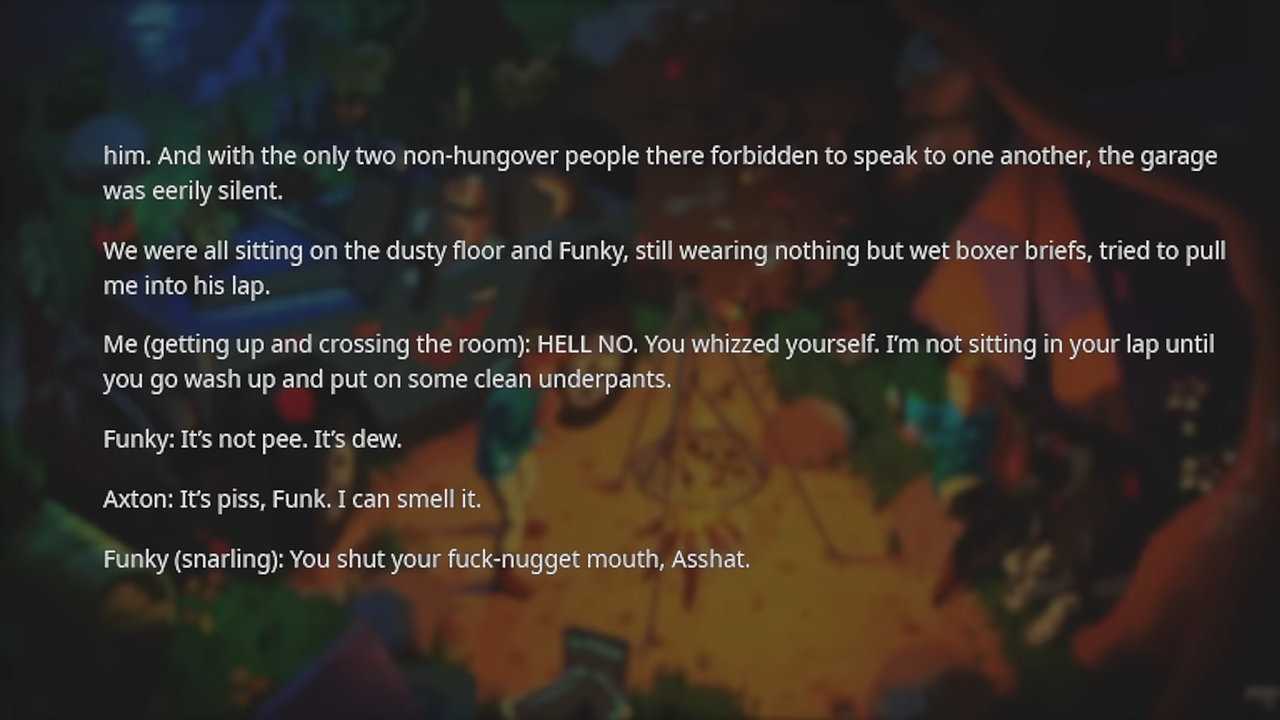 him. And with the only two non-hungover people there forbidden to speak to one another, the garage
was eerily silent.
We were all sitting on the dusty floor and Funky, still wearing nothing but wet boxer briefs, tried to pull
me into his lap.
Me (getting up and crossing the room): HELL NO. You whizzed yourself. I’m not sitting in your lap until
you go wash up and put on some clean underpants.
Funky: It’s not pee. It’s dew.
Axton: It’s piss, Funk. I can smell it.
Funky (snarling): You shut your fuck-nugget mouth, Asshat.